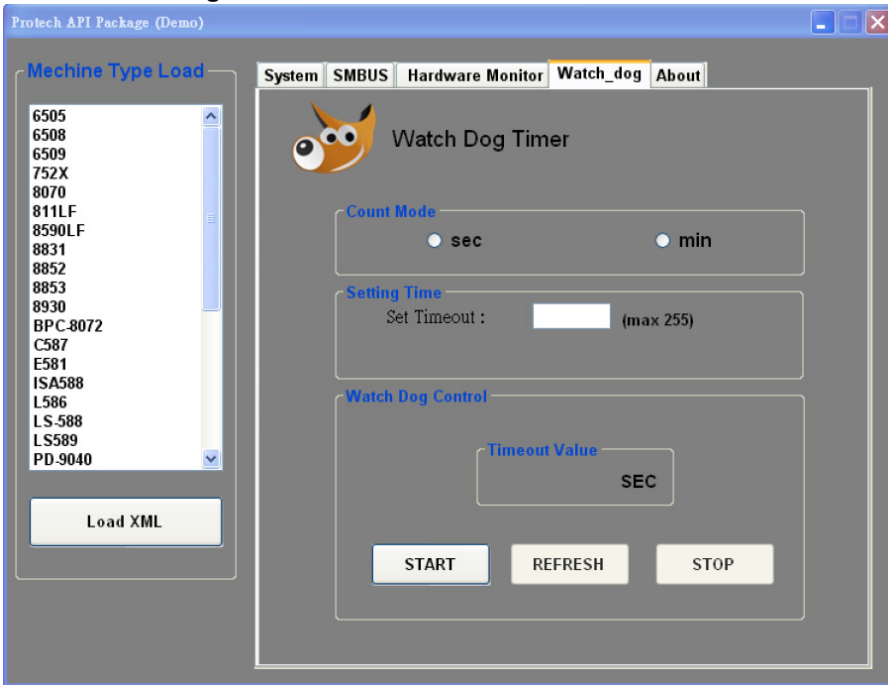 Protech API Package (Demo)
Mechine Type Load
6505
6508
6509
752X
8070
811LF
8590LF
8831
8852
8853
8930
BPC-8072
C587
E581
ISA588
L586
LS-588
LS589
PD-9040
Load XML
System SMBUS Hardware Monitor Watch_dog About
Watch Dog Timer
Count Mode
sec min
Setting Time
Set Timeout : (max 255)
Watch Dog Control
Timeout Value
SEC
START REFRESH STOP